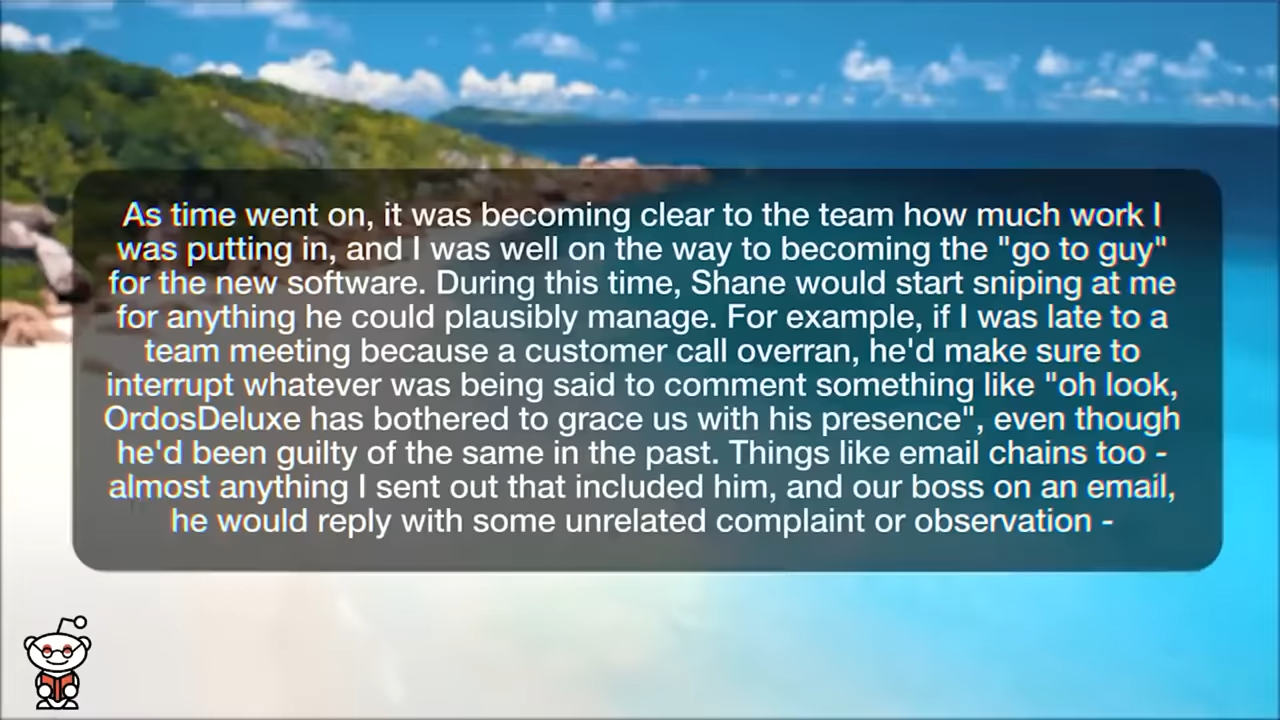 As time went on, it was becoming clear to the team how much work I
was putting in, and I was well on the way to becoming the "go to guy"
for the new software. During this time, Shane would start sniping at me
for anything he could plausibly manage. For example, if I was late to a
team meeting because a customer call overran, he'd make sure to
interrupt whatever was being said to comment something like "oh look,
OrdosDeluxe has bothered to grace us with his presence", even though
he'd been guilty of the same in the past. Things like email chains too -
almost anything I sent out that included him, and our boss on an email,
he would reply with some unrelated complaint or observation -